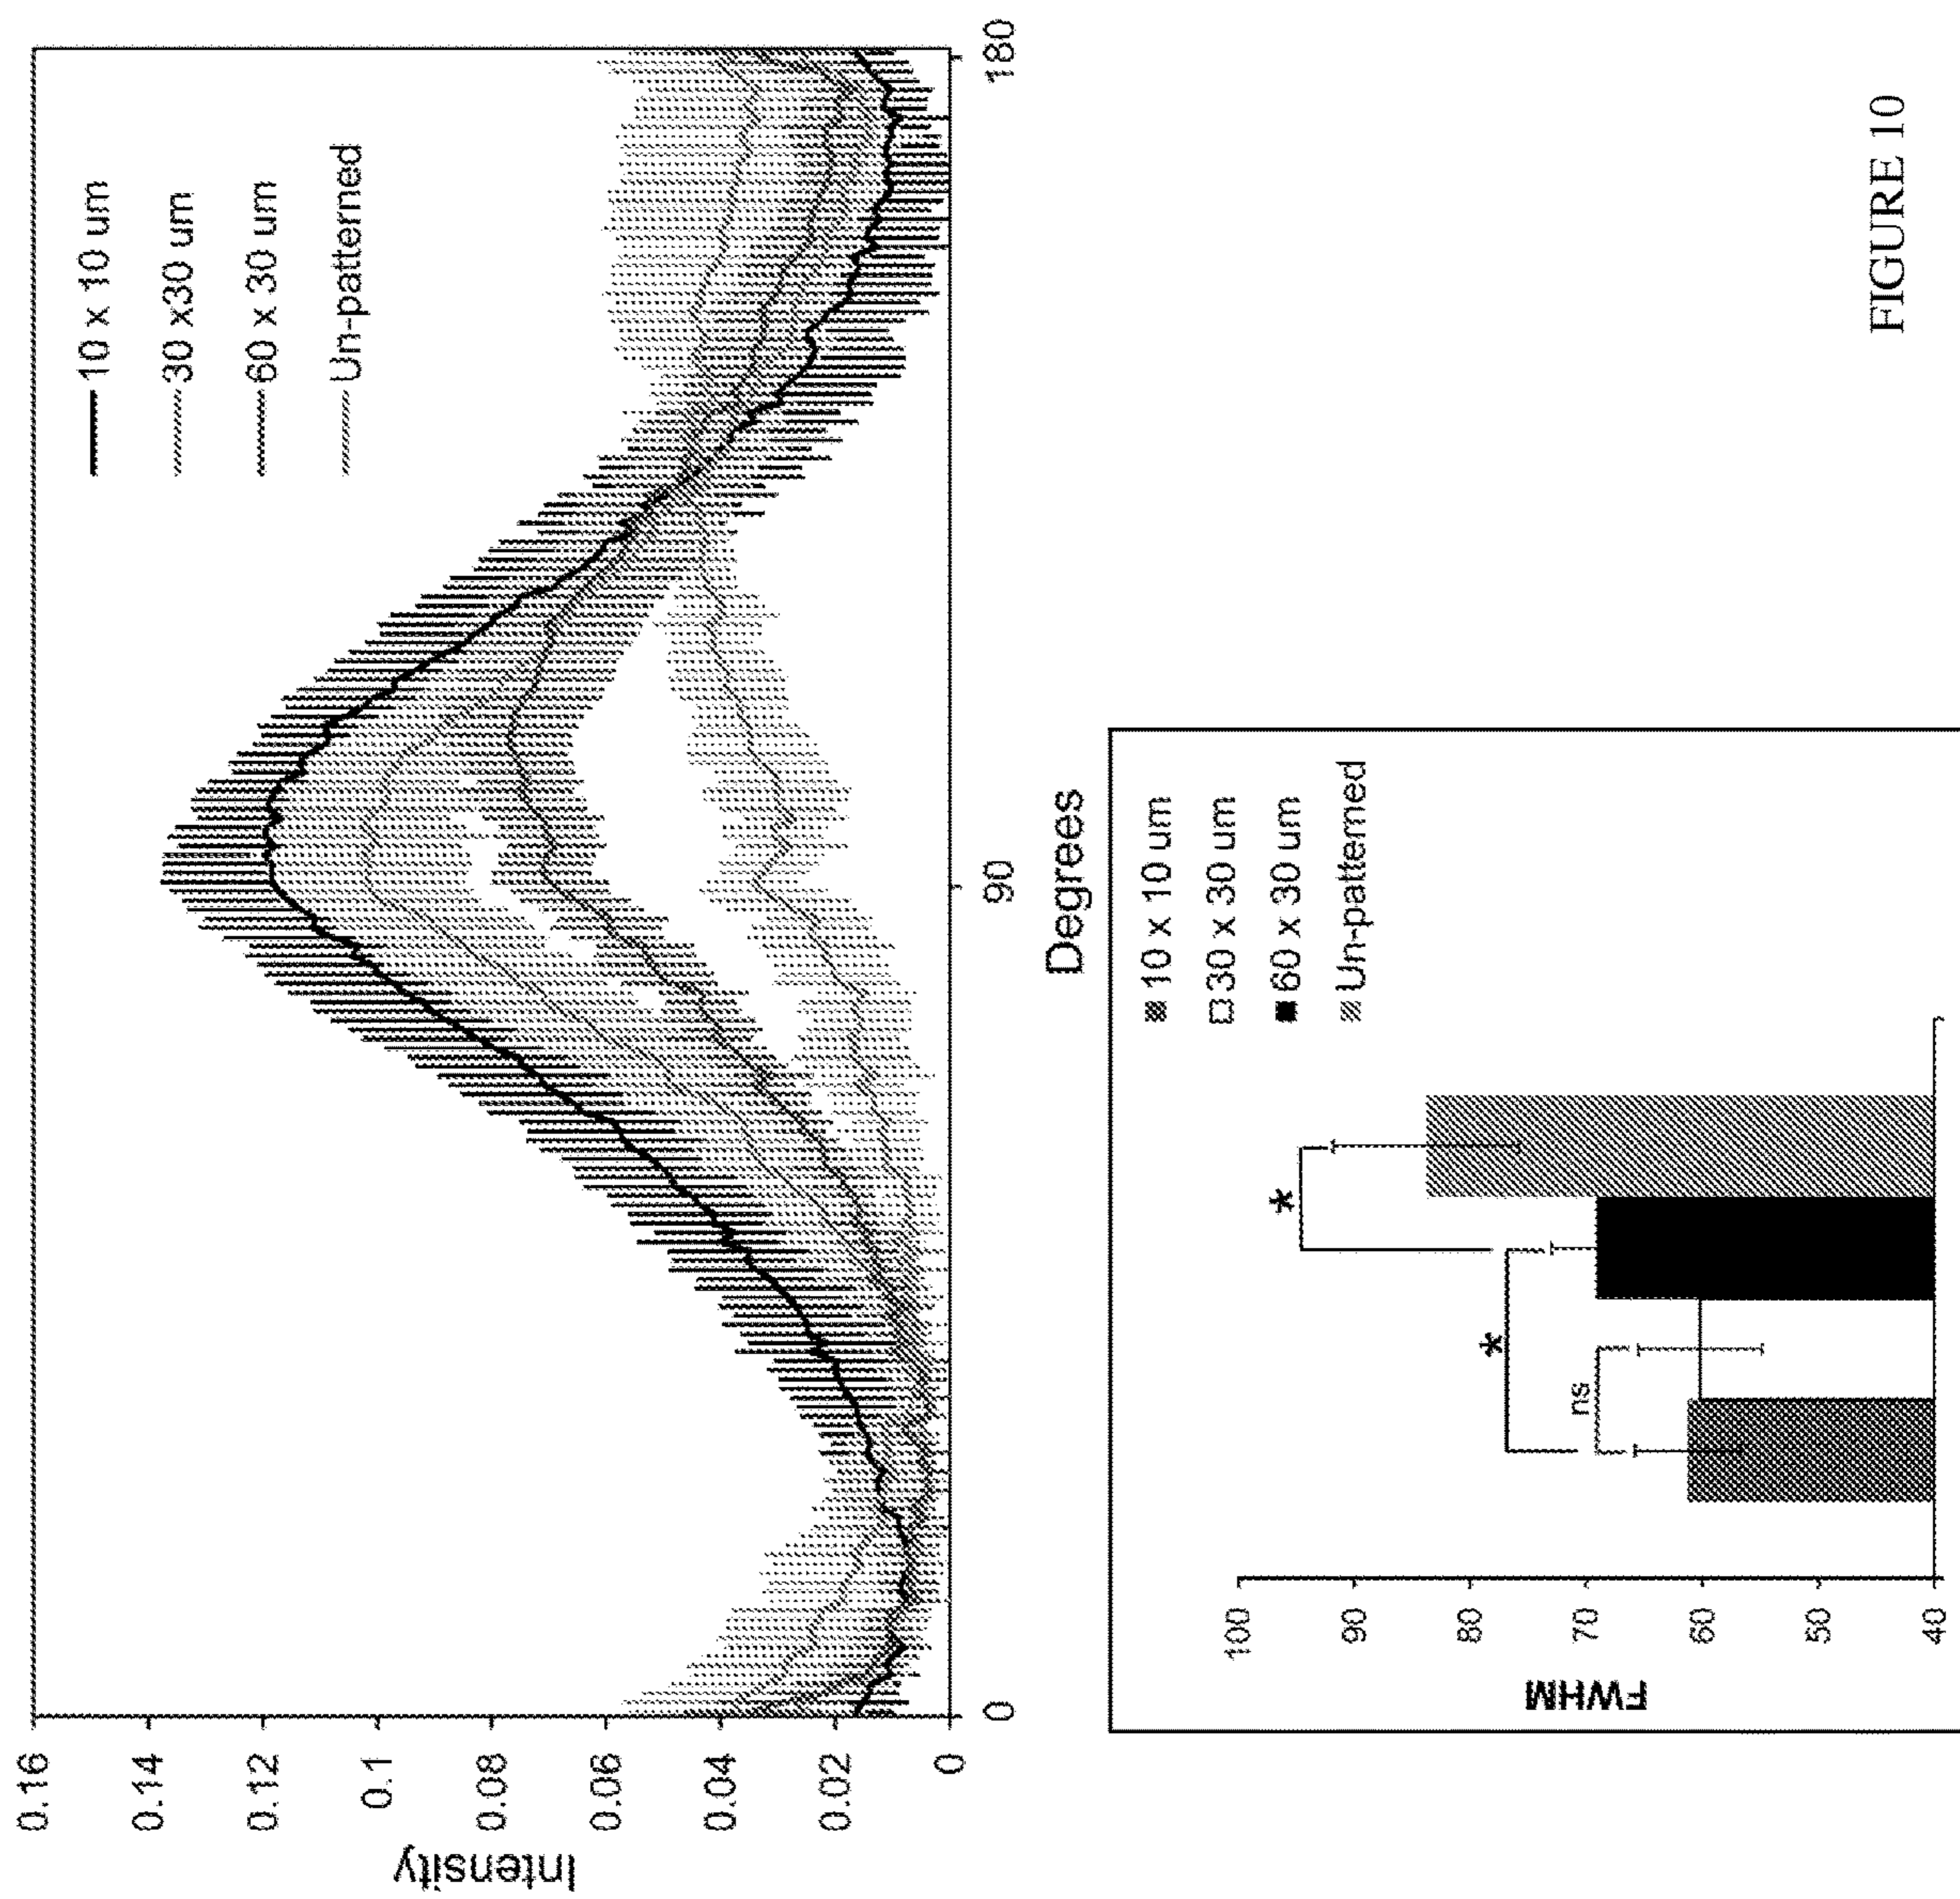 0.16
0.14
0.12
0.1
0.08
0.06
0.04
0.02
0
Intensity
0
90
180
Degrees
10 x 10 um
30 x30 um
60 x 30 um
Un-patterned
100
90
80
70
60
50
40
FWHM
ns
*
*
10 x 10 um
30 x 30 um
60 x 30 um
Un-patterned
FIGURE 10